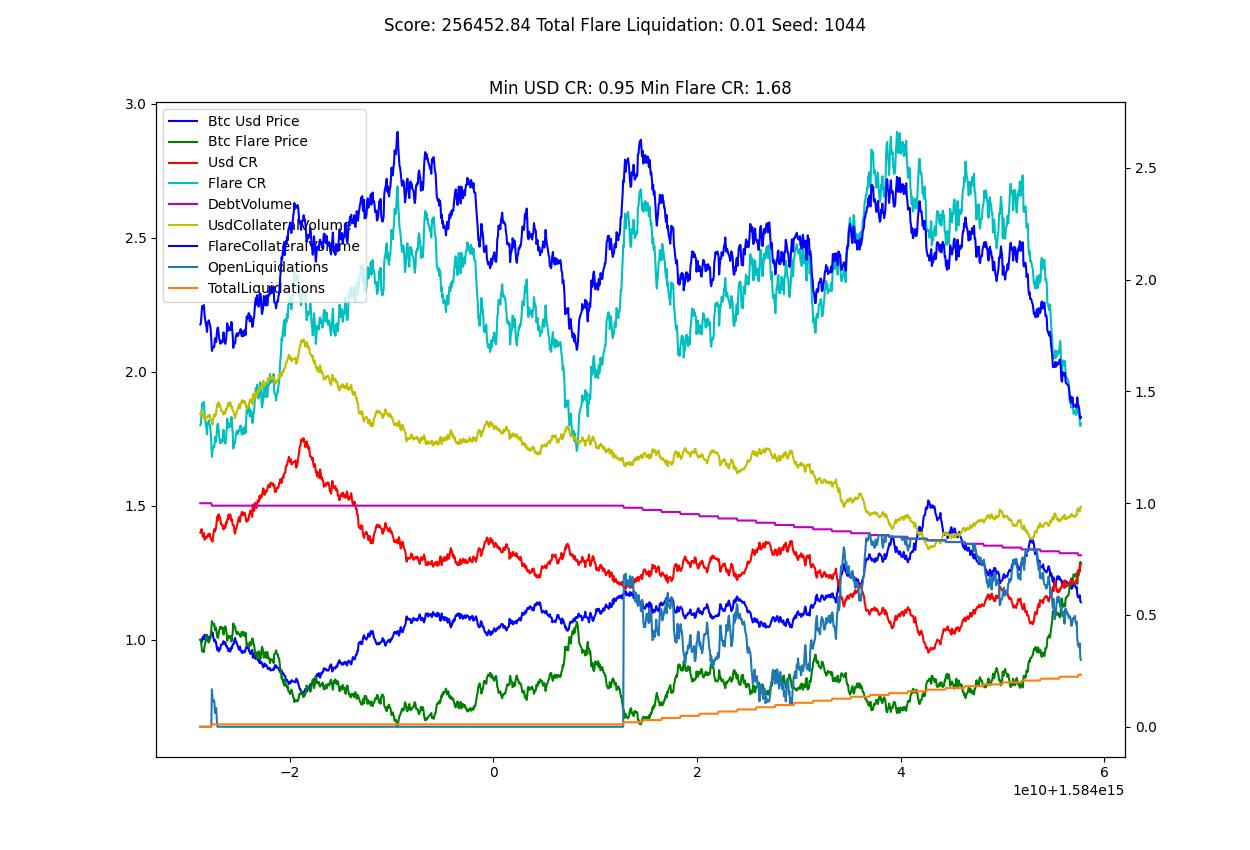 Score: 256452.84 Total Flare Liquidation: 0.01 Seed: 1044
Min USD CR: 0.95 Min Flare CR: 1.68
3.0
2.5
2.0
1.5
1.0
Btc Usd Price
Btc Flare Price
Usd CR
Flare CR
DebtVolume
UsdCollateralVolume
FlareCollateralVolume
OpenLiquidations
TotalLiquidations
2.5
2.0
1.5
1.0
0.5
0.0
−2 0 2 4 6
1e10+1.584e15